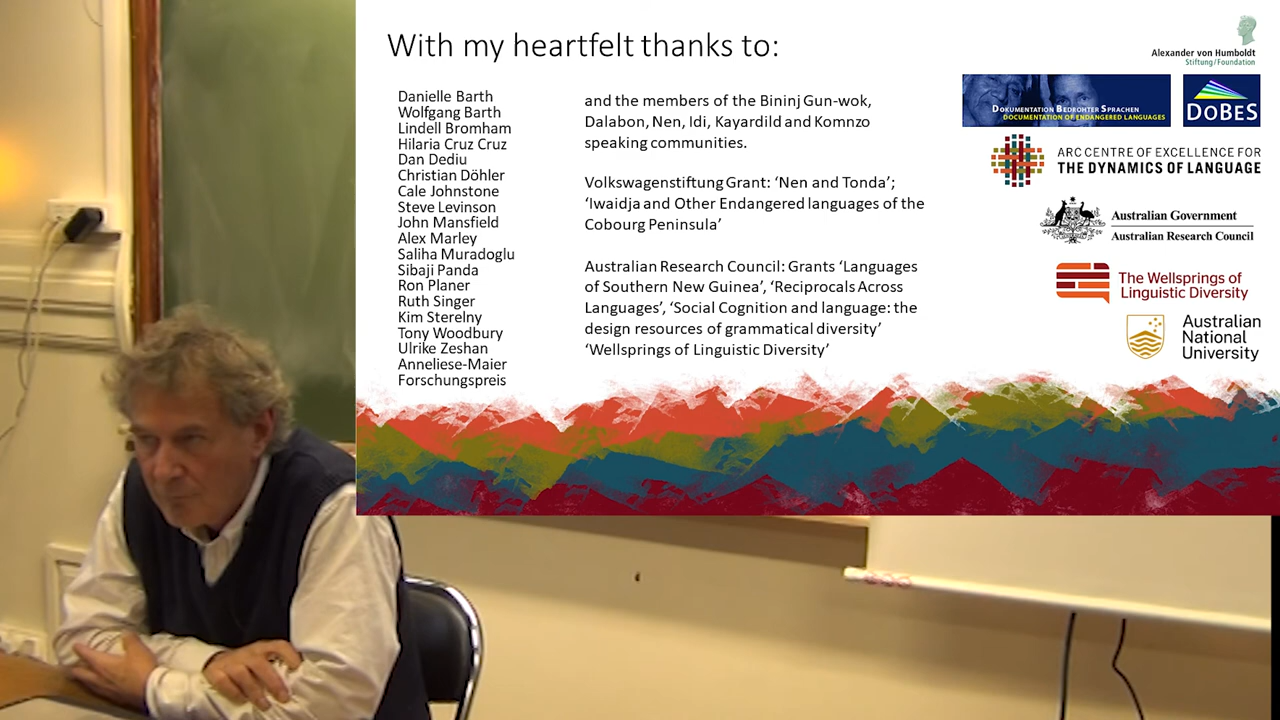 With my heartfelt thanks to:
Danielle Barth
Wolfgang Barth
Lindell Bromham
Hilaria Cruz Cruz
Dan Dediu
Christian Döhler
Cale Johnstone
Steve Levinson
John Mansfield
Alex Marley
Saliha Muradoglu
Sibaji Panda
Ron Planer
Ruth Singer
Kim Sterelny
Tony Woodbury
Ulrike Zeshan
Anneliese-Maier
Forschungspreis
and the members of the Bininj Gun-wok,
Dalabon, Nen, Idi, Kayardild and Komnzo
speaking communities.
Volkswagenstiftung Grant: ‘Nen and Tonda’;
‘Iwaidja and Other Endangered languages of the
Cobourg Peninsula’
Australian Research Council: Grants ‘Languages
of Southern New Guinea’, ‘Reciprocals Across
Languages’, ‘Social Cognition and language: the
design resources of grammatical diversity’
‘Wellsprings of Linguistic Diversity’
Alexander von Humboldt
Stiftung/Foundation
DOKUMENTATION BEDROHTER SPRACHEN
DOCUMENTATION OF ENDANGERED LANGUAGES
DOBES
ARC CENTRE OF EXCELLENCE FOR
THE DYNAMICS OF LANGUAGE
Australian Government
Australian Research Council
The Wellsprings of
Linguistic Diversity
Australian
National
University